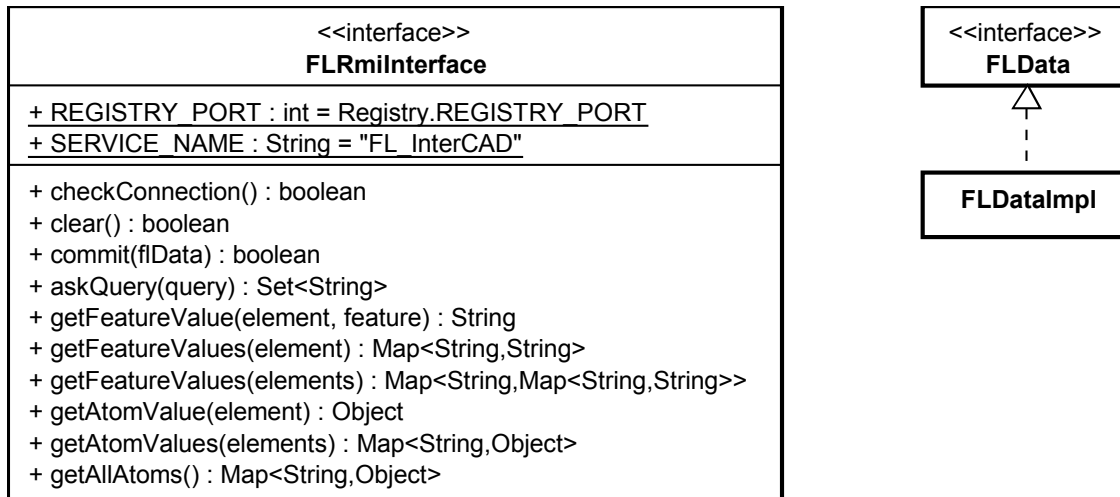 <<interface>>
FLRmiInterface
+ REGISTRY_PORT : int = Registry.REGISTRY_PORT
+ SERVICE_NAME : String = "FL_InterCAD"
+ checkConnection() : boolean
+ clear() : boolean
+ commit(flData) : boolean
+ askQuery(query) : Set<String>
+ getFeatureValue(element, feature) : String
+ getFeatureValues(element) : Map<String,String>
+ getFeatureValues(elements) : Map<String,Map<String,String>>
+ getAtomValue(element) : Object
+ getAtomValues(elements) : Map<String,Object>
+ getAllAtoms() : Map<String,Object>
<<interface>>
FLData
FLDataImpl